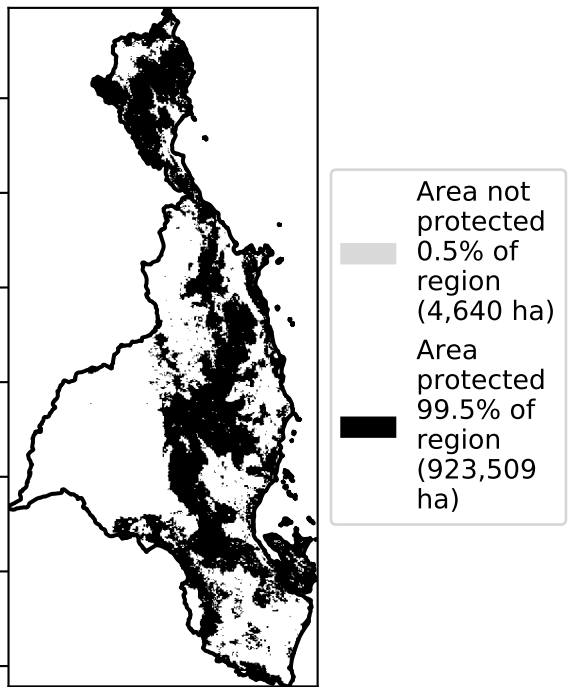 Area not
protected
0.5% of
region
(4,640 ha)
Area
protected
99.5% of
region
(923,509
ha)